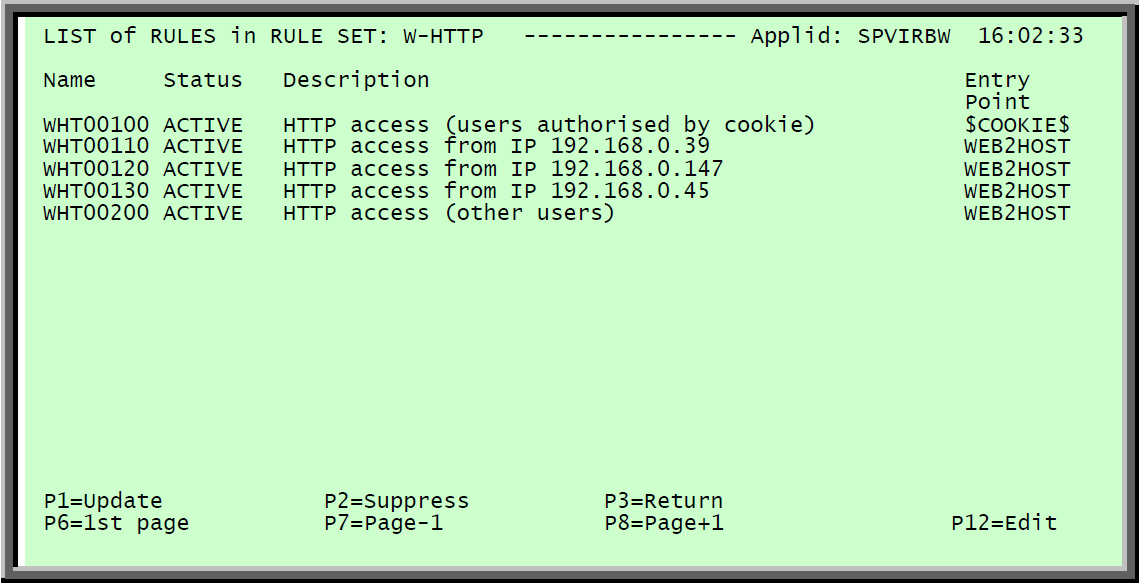 LIST of RULES in RULE SET: W-HTTP ---------------- Applid: SPVIRBW 16:02:33
Name Status Description Entry
Point
WHT00100 ACTIVE HTTP access (users authorised by cookie) $COOKIE$
WHT00110 ACTIVE HTTP access from IP 192.168.0.39 WEB2HOST
WHT00120 ACTIVE HTTP access from IP 192.168.0.147 WEB2HOST
WHT00130 ACTIVE HTTP access from IP 192.168.0.45 WEB2HOST
WHT00200 ACTIVE HTTP access (other users) WEB2HOST
P1=Update P2=Suppress P3=Return
P6=1st page P7=Page-1 P8=Page+1 P12=Edit